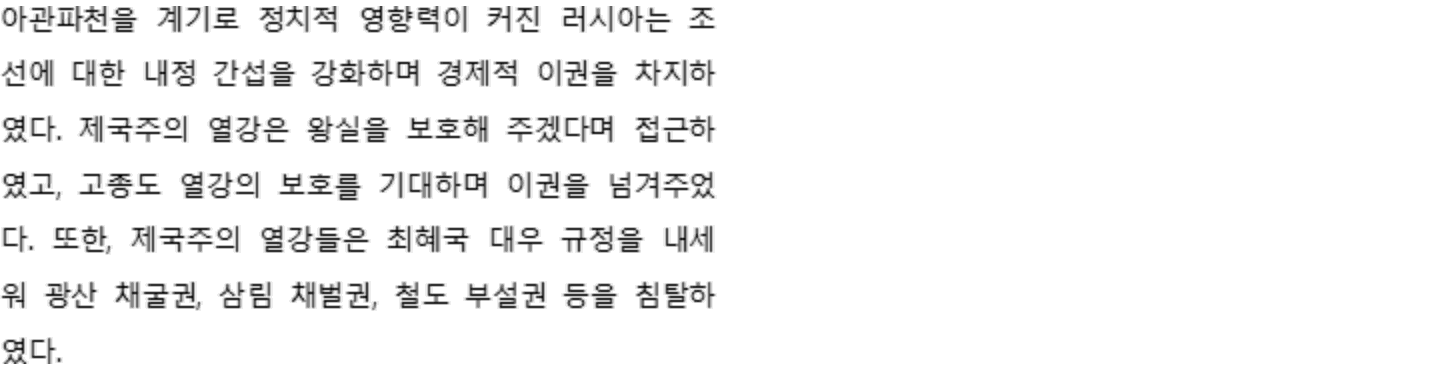 아관파천을 계기로 정치적 영향력이 커진 러시아는 조
선에 대한 내정 간섭을 강화하며 경제적 이권을 차지하
였다. 제국주의 열강은 왕실을 보호해 주겠다며 접근하
였고, 고종도 열강의 보호를 기대하며 이권을 넘겨주었
다. 또한, 제국주의 열강들은 최혜국 대우 규정을 내세
워 광산 채굴권, 삼림 채벌권, 철도 부설권 등을 침탈하
였다.